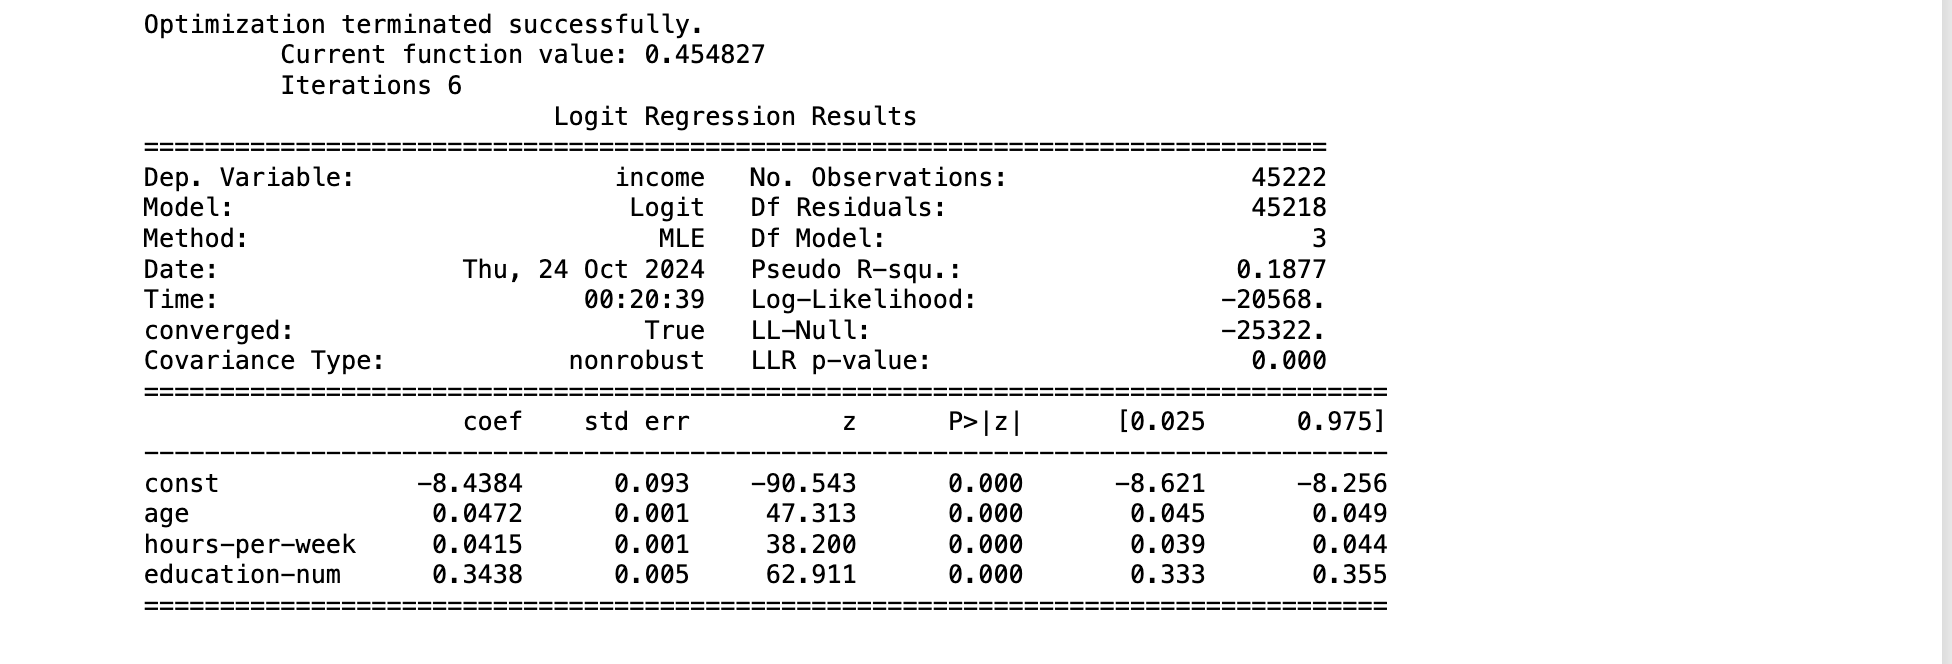 Optimization terminated successfully.
         Current function value: 0.454827
         Iterations 6
                           Logit Regression Results
==============================================================================
Dep. Variable:                 income   No. Observations:                45222
Model:                          Logit   Df Residuals:                    45218
Method:                           MLE   Df Model:                            3
Date:                Thu, 24 Oct 2024   Pseudo R-squ.:                  0.1877
Time:                        00:20:39   Log-Likelihood:                -20568.
converged:                       True   LL-Null:                       -25322.
Covariance Type:            nonrobust   LLR p-value:                     0.000
==================================================================================
                     coef    std err          z      P>|z|      [0.025      0.975]
----------------------------------------------------------------------------------
const             -8.4384      0.093    -90.543      0.000      -8.621      -8.256
age                0.0472      0.001     47.313      0.000       0.045       0.049
hours-per-week     0.0415      0.001     38.200      0.000       0.039       0.044
education-num      0.3438      0.005     62.911      0.000       0.333       0.355
==================================================================================